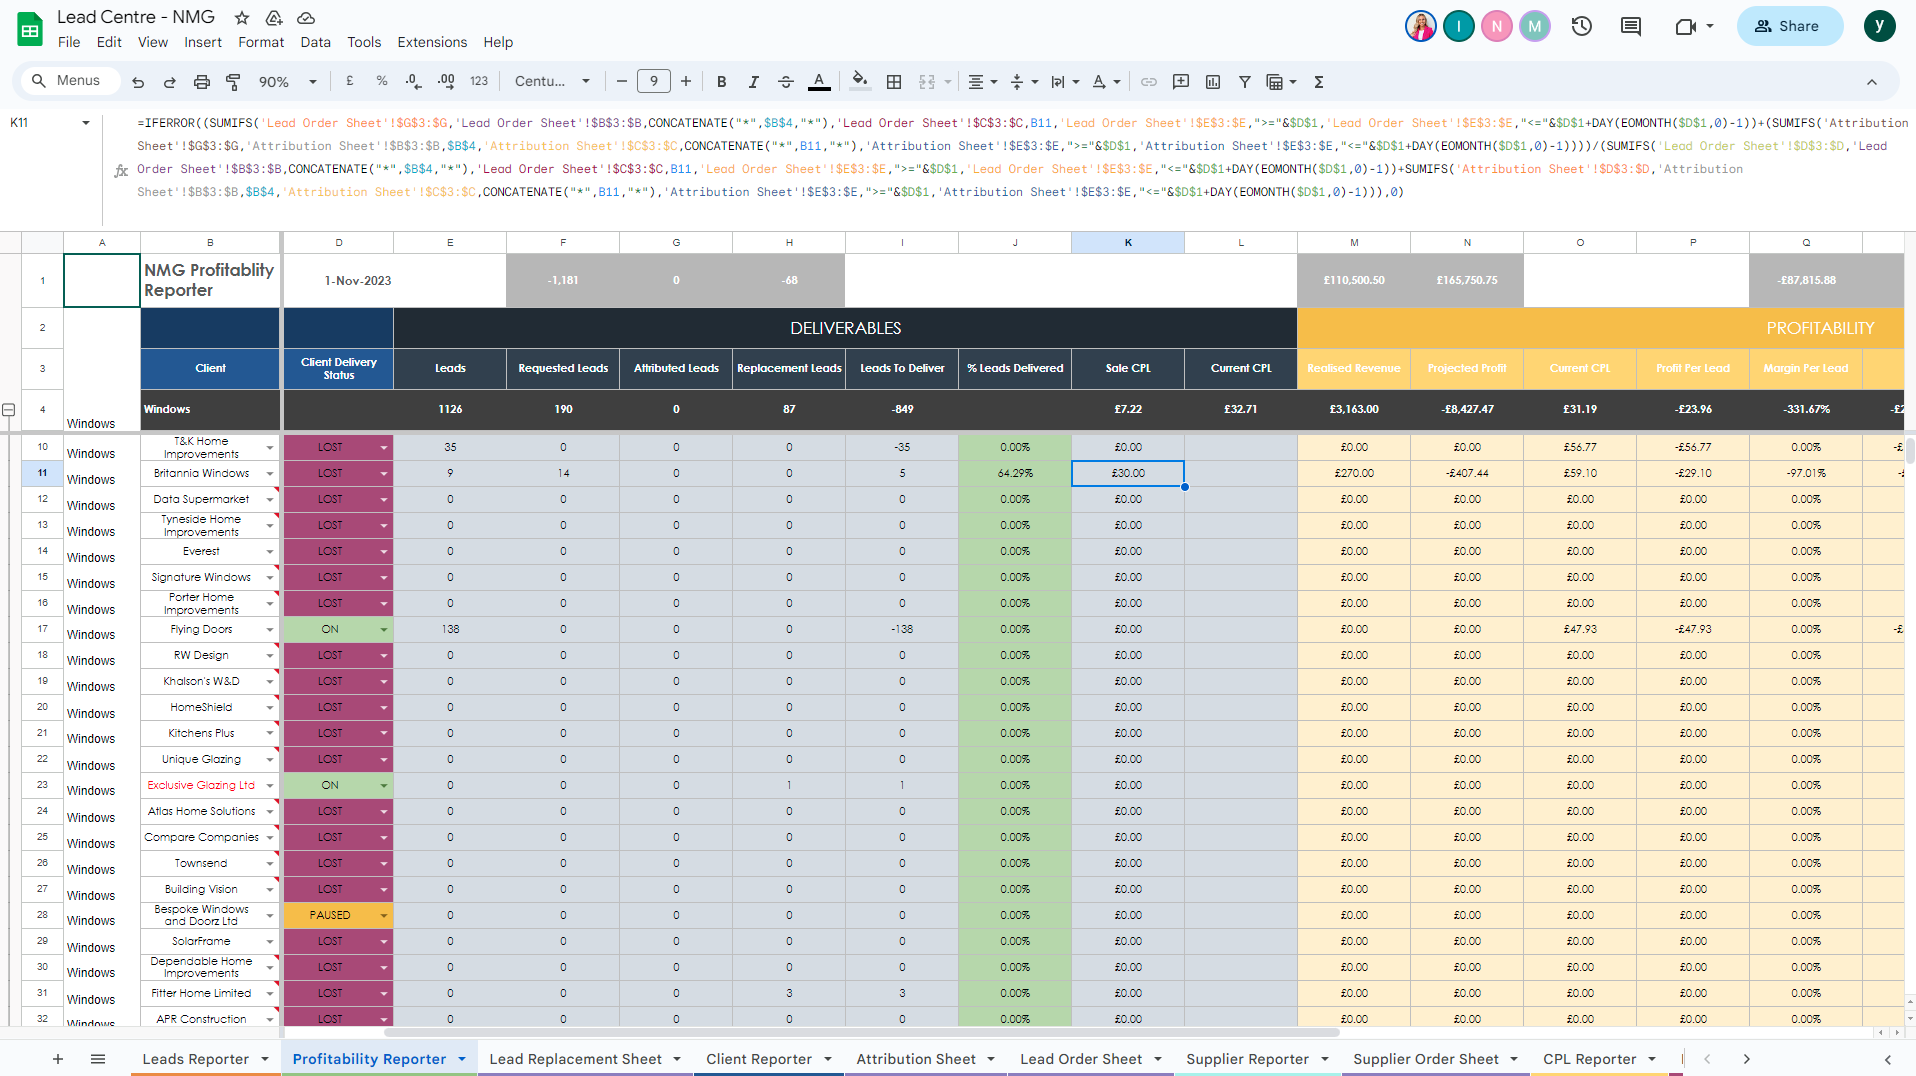 Lead Centre - NMG
File Edit View Insert Format Data Tools Extensions Help
I N M Share y
Menus 90% £ % .0 .00 123 Centu... 9 B I A
K11
=IFERROR((SUMIFS('Lead Order Sheet'!$G$3:$G,'Lead Order Sheet'!$B$3:$B,CONCATENATE("*",$B$4,"*"),'Lead Order Sheet'!$C$3:$C,B11,'Lead Order Sheet'!$E$3:$E,">="&$D$1,'Lead Order Sheet'!$E$3:$E,"<="&$D$1+DAY(EOMONTH($D$1,0)-1))+(SUMIFS('Attribution
Sheet'!$G$3:$G,'Attribution Sheet'!$B$3:$B,$B$4,'Attribution Sheet'!$C$3:$C,CONCATENATE("*",B11,"*"),'Attribution Sheet'!$E$3:$E,">="&$D$1,'Attribution Sheet'!$E$3:$E,"<="&$D$1+DAY(EOMONTH($D$1,0)-1))))/(SUMIFS('Lead Order Sheet'!$D$3:$D,'Lead
Order Sheet'!$B$3:$B,CONCATENATE("*",$B$4,"*"),'Lead Order Sheet'!$C$3:$C,B11,'Lead Order Sheet'!$E$3:$E,">="&$D$1,'Lead Order Sheet'!$E$3:$E,"<="&$D$1+DAY(EOMONTH($D$1,0)-1))+SUMIFS('Attribution Sheet'!$D$3:$D,'Attribution
Sheet'!$B$3:$B,$B$4,'Attribution Sheet'!$C$3:$C,CONCATENATE("*",B11,"*"),'Attribution Sheet'!$E$3:$E,">="&$D$1,'Attribution Sheet'!$E$3:$E,"<="&$D$1+DAY(EOMONTH($D$1,0)-1))),0)
fx
A B D E F G H I J K L M N O P Q
1 NMG Profitablity Reporter 1-Nov-2023 -1,181 0 -68 £110,500.50 £165,750.75 -£87,815.88
2 DELIVERABLES PROFITABILITY
3 Client Client Delivery Status Leads Requested Leads Attributed Leads Replacement Leads Leads To Deliver % Leads Delivered Sale CPL Current CPL Realised Revenue Projected Profit Current CPL Profit Per Lead Margin Per Lead
4 Windows Windows 1126 190 0 87 -849 £7.22 £32.71 £3,163.00 -£8,427.47 £31.19 -£23.96 -331.67%
10 Windows T&K Home Improvements LOST 35 0 0 0 -35 0.00% £0.00 £0.00 £0.00 £56.77 -£56.77 0.00%
11 Windows Britannia Windows LOST 9 14 0 0 5 64.29% £30.00 £270.00 -£407.44 £59.10 -£29.10 -97.01%
12 Windows Data Supermarket LOST 0 0 0 0 0 0.00% £0.00 £0.00 £0.00 £0.00 £0.00 0.00%
13 Windows Tyneside Home Improvements LOST 0 0 0 0 0 0.00% £0.00 £0.00 £0.00 £0.00 £0.00 0.00%
14 Windows Everest LOST 0 0 0 0 0 0.00% £0.00 £0.00 £0.00 £0.00 £0.00 0.00%
15 Windows Signature Windows LOST 0 0 0 0 0 0.00% £0.00 £0.00 £0.00 £0.00 £0.00 0.00%
16 Windows Porter Home Improvements LOST 0 0 0 0 0 0.00% £0.00 £0.00 £0.00 £0.00 £0.00 0.00%
17 Windows Flying Doors ON 138 0 0 0 -138 0.00% £0.00 £0.00 £0.00 £47.93 -£47.93 0.00%
18 Windows RW Design LOST 0 0 0 0 0 0.00% £0.00 £0.00 £0.00 £0.00 £0.00 0.00%
19 Windows Khalson's W&D LOST 0 0 0 0 0 0.00% £0.00 £0.00 £0.00 £0.00 £0.00 0.00%
20 Windows HomeShield LOST 0 0 0 0 0 0.00% £0.00 £0.00 £0.00 £0.00 £0.00 0.00%
21 Windows Kitchens Plus LOST 0 0 0 0 0 0.00% £0.00 £0.00 £0.00 £0.00 £0.00 0.00%
22 Windows Unique Glazing LOST 0 0 0 0 0 0.00% £0.00 £0.00 £0.00 £0.00 £0.00 0.00%
23 Windows Exclusive Glazing Ltd ON 0 0 0 1 1 0.00% £0.00 £0.00 £0.00 £0.00 £0.00 0.00%
24 Windows Atlas Home Solutions LOST 0 0 0 0 0 0.00% £0.00 £0.00 £0.00 £0.00 £0.00 0.00%
25 Windows Compare Companies LOST 0 0 0 0 0 0.00% £0.00 £0.00 £0.00 £0.00 £0.00 0.00%
26 Windows Townsend LOST 0 0 0 0 0 0.00% £0.00 £0.00 £0.00 £0.00 £0.00 0.00%
27 Windows Building Vision LOST 0 0 0 0 0 0.00% £0.00 £0.00 £0.00 £0.00 £0.00 0.00%
28 Windows Bespoke Windows and Doorz Ltd PAUSED 0 0 0 0 0 0.00% £0.00 £0.00 £0.00 £0.00 £0.00 0.00%
29 Windows SolarFrame LOST 0 0 0 0 0 0.00% £0.00 £0.00 £0.00 £0.00 £0.00 0.00%
30 Windows Dependable Home Improvements LOST 0 0 0 0 0 0.00% £0.00 £0.00 £0.00 £0.00 £0.00 0.00%
31 Windows Fitter Home Limited LOST 0 0 0 3 3 0.00% £0.00 £0.00 £0.00 £0.00 £0.00 0.00%
32 Windows APR Construction LOST 0 0 0 0 0 0.00% £0.00 £0.00 £0.00 £0.00 £0.00 0.00%
Leads Reporter Profitability Reporter Lead Replacement Sheet Client Reporter Attribution Sheet Lead Order Sheet Supplier Reporter Supplier Order Sheet CPL Reporter